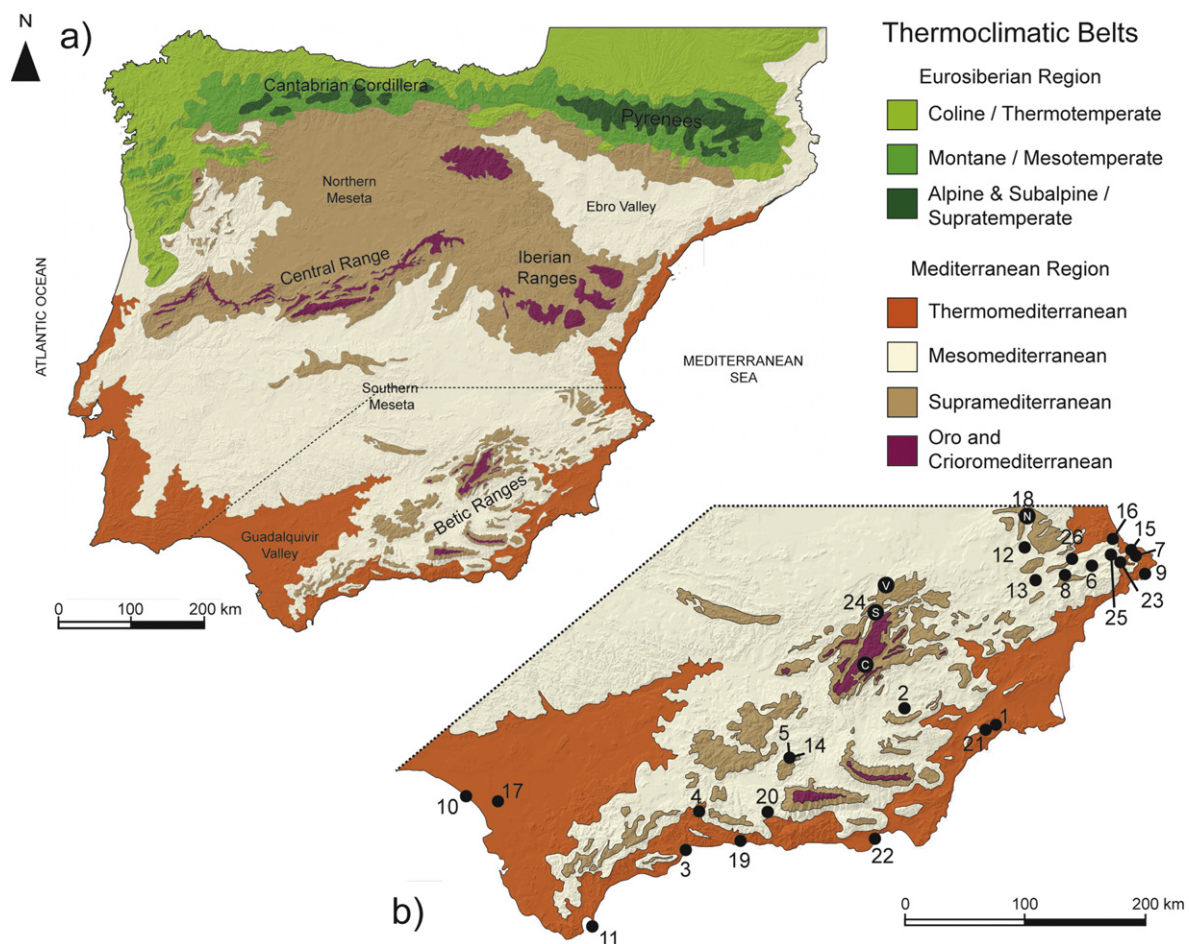 N
a)
Cantabrian Cordillera
Pyrenees
Northern
Meseta
Ebro Valley
Central Range
Iberian
Ranges
ATLANTIC OCEAN
MEDITERRANEAN
SEA
Southern
Meseta
Betic Ranges
Guadalquivir
Valley
0 100 200 km
Thermoclimatic Belts
Eurosiberian Region
Coline / Thermotemperate
Montane / Mesotemperate
Alpine & Subalpine /
Supratemperate
Mediterranean Region
Thermomediterranean
Mesomediterranean
Supramediterranean
Oro and
Crioromediterranean
18
N
16
15
12
26
7
13
8
6
9
25
23
V
24
S
C
2
1
21
5
14
10
17
4
20
3
19
22
11
b)
0 100 200 km